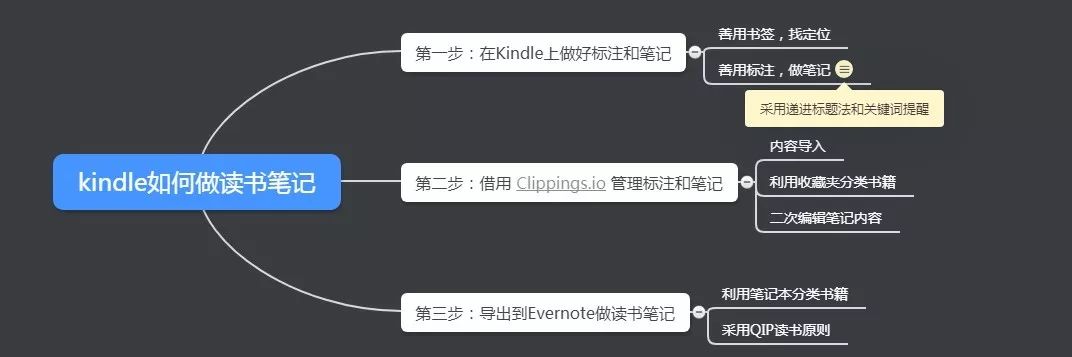 kindle如何做读书笔记
第一步：在Kindle上做好标注和笔记
善用书签，找定位
善用标注，做笔记
采用递进标题法和关键词提醒
第二步：借用 Clippings.io 管理标注和笔记
内容导入
利用收藏夹分类书籍
二次编辑笔记内容
第三步：导出到Evernote做读书笔记
利用笔记本分类书籍
采用QIP读书原则